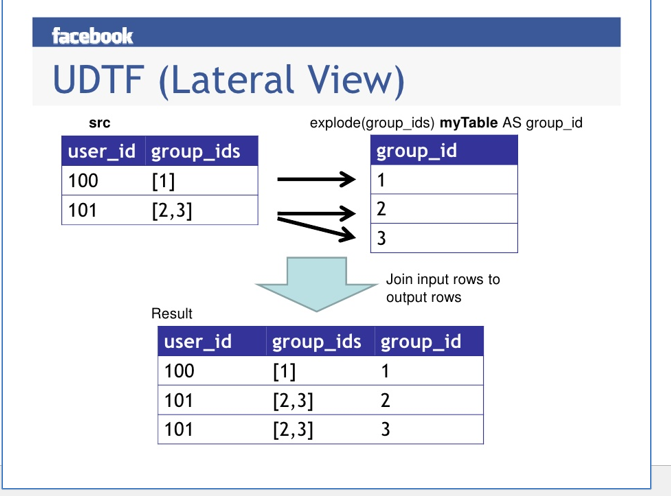 facebook
UDTF (Lateral View)
src
user_id group_ids
100 [1]
101 [2,3]
explode(group_ids) myTable AS group_id
group_id
1
2
3
Join input rows to
output rows
Result
user_id group_ids group_id
100 [1] 1
101 [2,3] 2
101 [2,3] 3